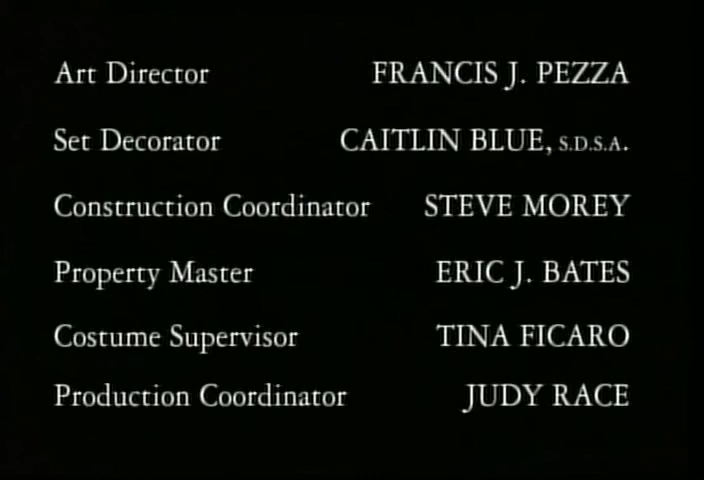 Art Director FRANCIS J. PEZZA
Set Decorator CAITLIN BLUE, S.D.S.A.
Construction Coordinator STEVE MOREY
Property Master ERIC J. BATES
Costume Supervisor TINA FICARO
Production Coordinator JUDY RACE